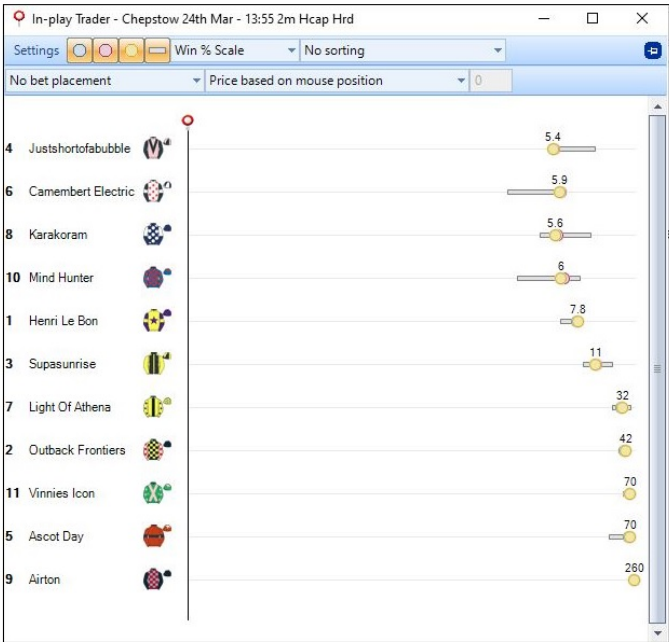 In-play Trader - Chepstow 24th Mar - 13:55 2m Hcap Hrd
Settings Win % Scale No sorting
No bet placement Price based on mouse position 0
4 Justshortofabubble 5.4
6 Camembert Electric 5.9
8 Karakoram 5.6
10 Mind Hunter 6
1 Henri Le Bon 7.8
3 Supasunrise 11
7 Light Of Athena 32
2 Outback Frontiers 42
11 Vinnies Icon 70
5 Ascot Day 70
9 Airton 260